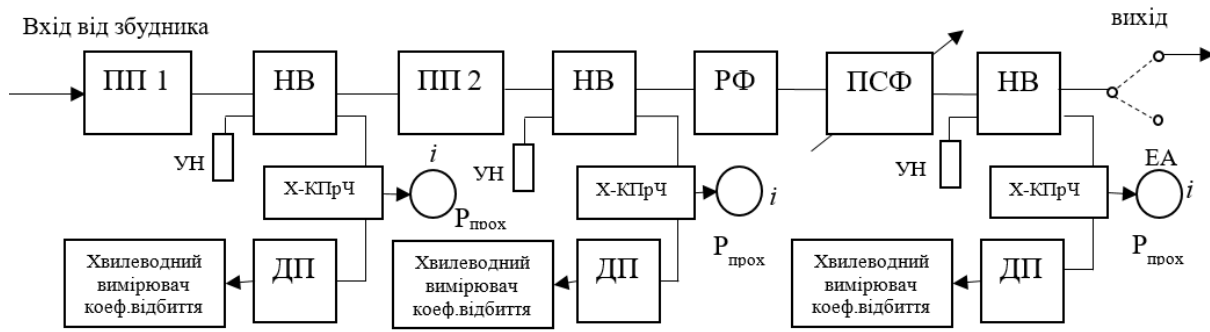 Вхід від збудника
вихід
ПП 1
НВ
ПП 2
НВ
РФ
ПСФ
НВ
УН
i
УН
i
УН
ЕА
i
Х-КПрЧ
Х-КПрЧ
Х-КПрЧ
Pпрох
Pпрох
Pпрох
Хвилеводний
вимірювач
коеф.відбиття
ДП
Хвилеводний
вимірювач
коеф.відбиття
ДП
Хвилеводний
вимірювач
коеф.відбиття
ДП